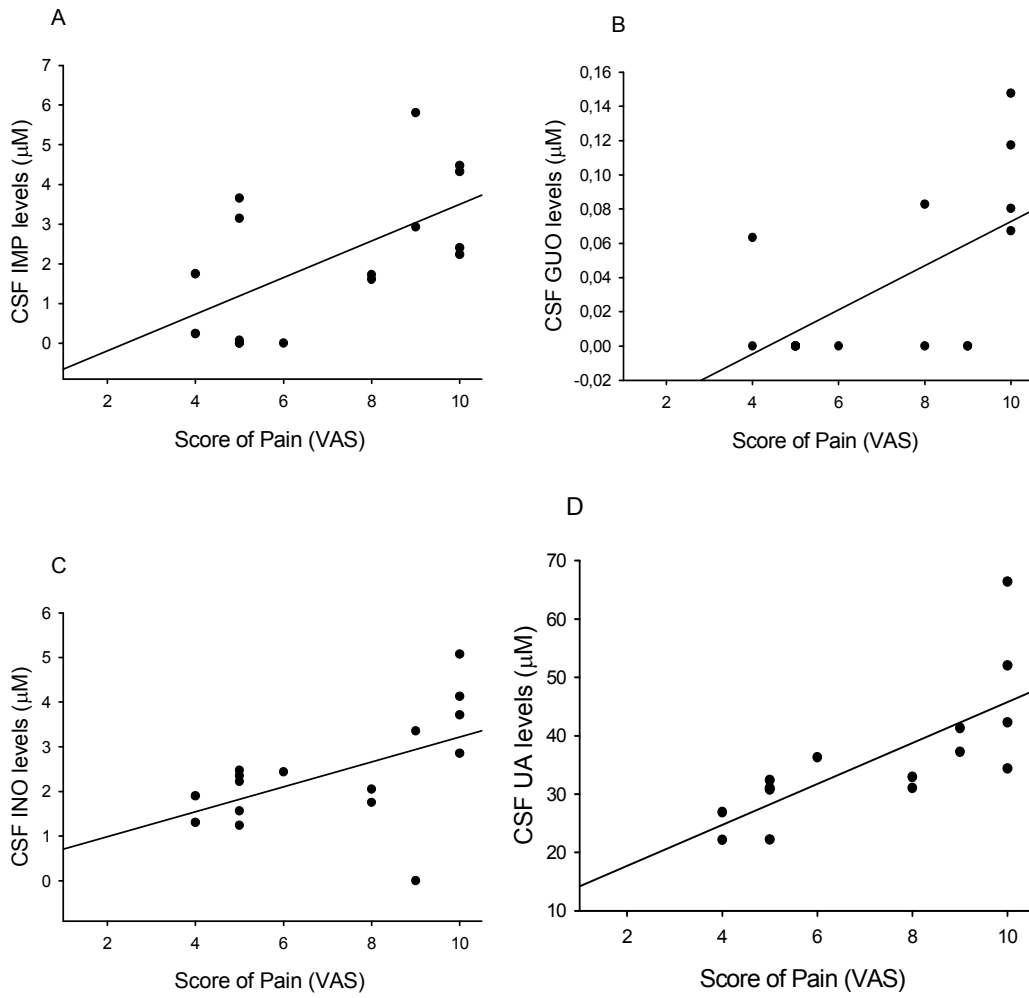 A
CSF IMP levels (μM)
7
6
5
4
3
2
1
0
2 4 6 8 10
Score of Pain (VAS)
B
CSF GUO levels (μM)
0,16
0,14
0,12
0,10
0,08
0,06
0,04
0,02
0,00
-0,02
2 4 6 8 10
Score of Pain (VAS)
C
CSF INO levels (μM)
6
5
4
3
2
1
0
2 4 6 8 10
Score of Pain (VAS)
D
CSF UA levels (μM)
70
60
50
40
30
20
10
2 4 6 8 10
Score of Pain (VAS)